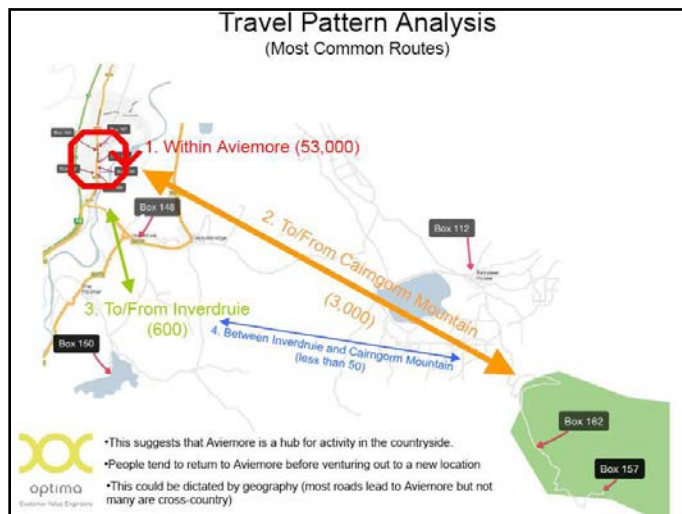 Travel Pattern Analysis
(Most Common Routes)
1. Within Aviemore (53,000)
2. To/From Cairngorm Mountain
(3,000)
Box 148
Box 112
3. To/From Inverdruie
(600)
4. Between Inverdruie and Cairngorm Mountain
(less than 50)
Box 150
Box 162
Box 157
•This suggests that Aviemore is a hub for activity in the countryside.
•People tend to return to Aviemore before venturing out to a new location
•This could be dictated by geography (most roads lead to Aviemore but not
many are cross-country)
optima
Customer Value Engineers